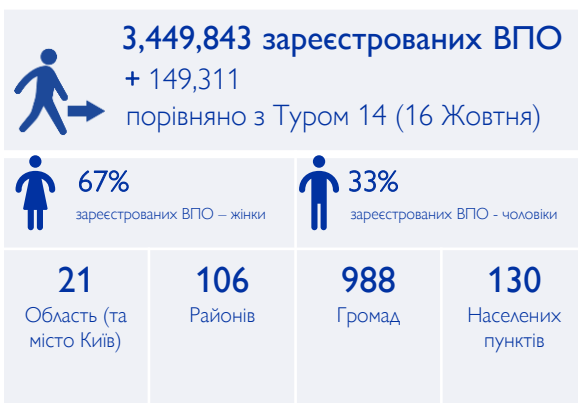 3,449,843 зареєстрованих ВПО
+ 149,311
порівняно з Туром 14 (16 Жовтня)
67%
зареєстрованих ВПО – жінки
33%
зареєстрованих ВПО - чоловіки
21
Область (та
місто Київ)
106
Районів
988
Громад
130
Населених
пунктів